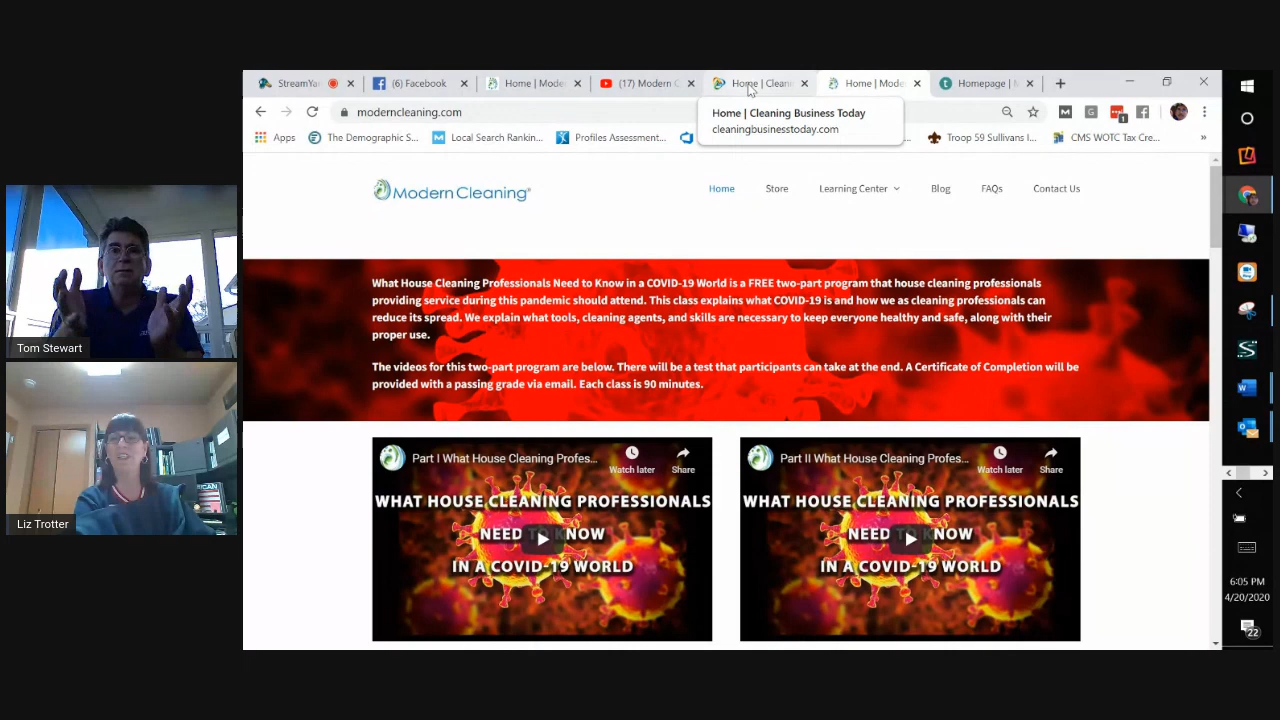 StreamYa
(6) Facebook
Home | Mode
(17) Modern C
Home | Clean
Home | Mode
Homepage |
moderncleaning.com
Home | Cleaning Business Today
cleaningbusinesstoday.com
Apps
The Demographic S...
Local Search Rankin...
Profiles Assessment...
Troop 59 Sullivans I...
CMS WOTC Tax Cre...
»
Modern Cleaning®
Home
Store
Learning Center
Blog
FAQs
Contact Us
What House Cleaning Professionals Need to Know in a COVID-19 World is a FREE two-part program that house cleaning professionals
providing service during this pandemic should attend. This class explains what COVID-19 is and how we as cleaning professionals can
reduce its spread. We explain what tools, cleaning agents, and skills are necessary to keep everyone healthy and safe, along with their
proper use.
The videos for this two-part program are below. There will be a test that participants can take at the end. A Certificate of Completion will be
provided with a passing grade via email. Each class is 90 minutes.
Part I What House Cleaning Profes...
Watch later
Share
WHAT HOUSE CLEANING PROFESSIONALS
NEED TO KNOW
IN A COVID-19 WORLD
Part II What House Cleaning Profes...
Watch later
Share
WHAT HOUSE CLEANING PROFESSIONALS
NEED TO KNOW
IN A COVID-19 WORLD
Tom Stewart
Liz Trotter
6:05 PM
4/20/2020
22